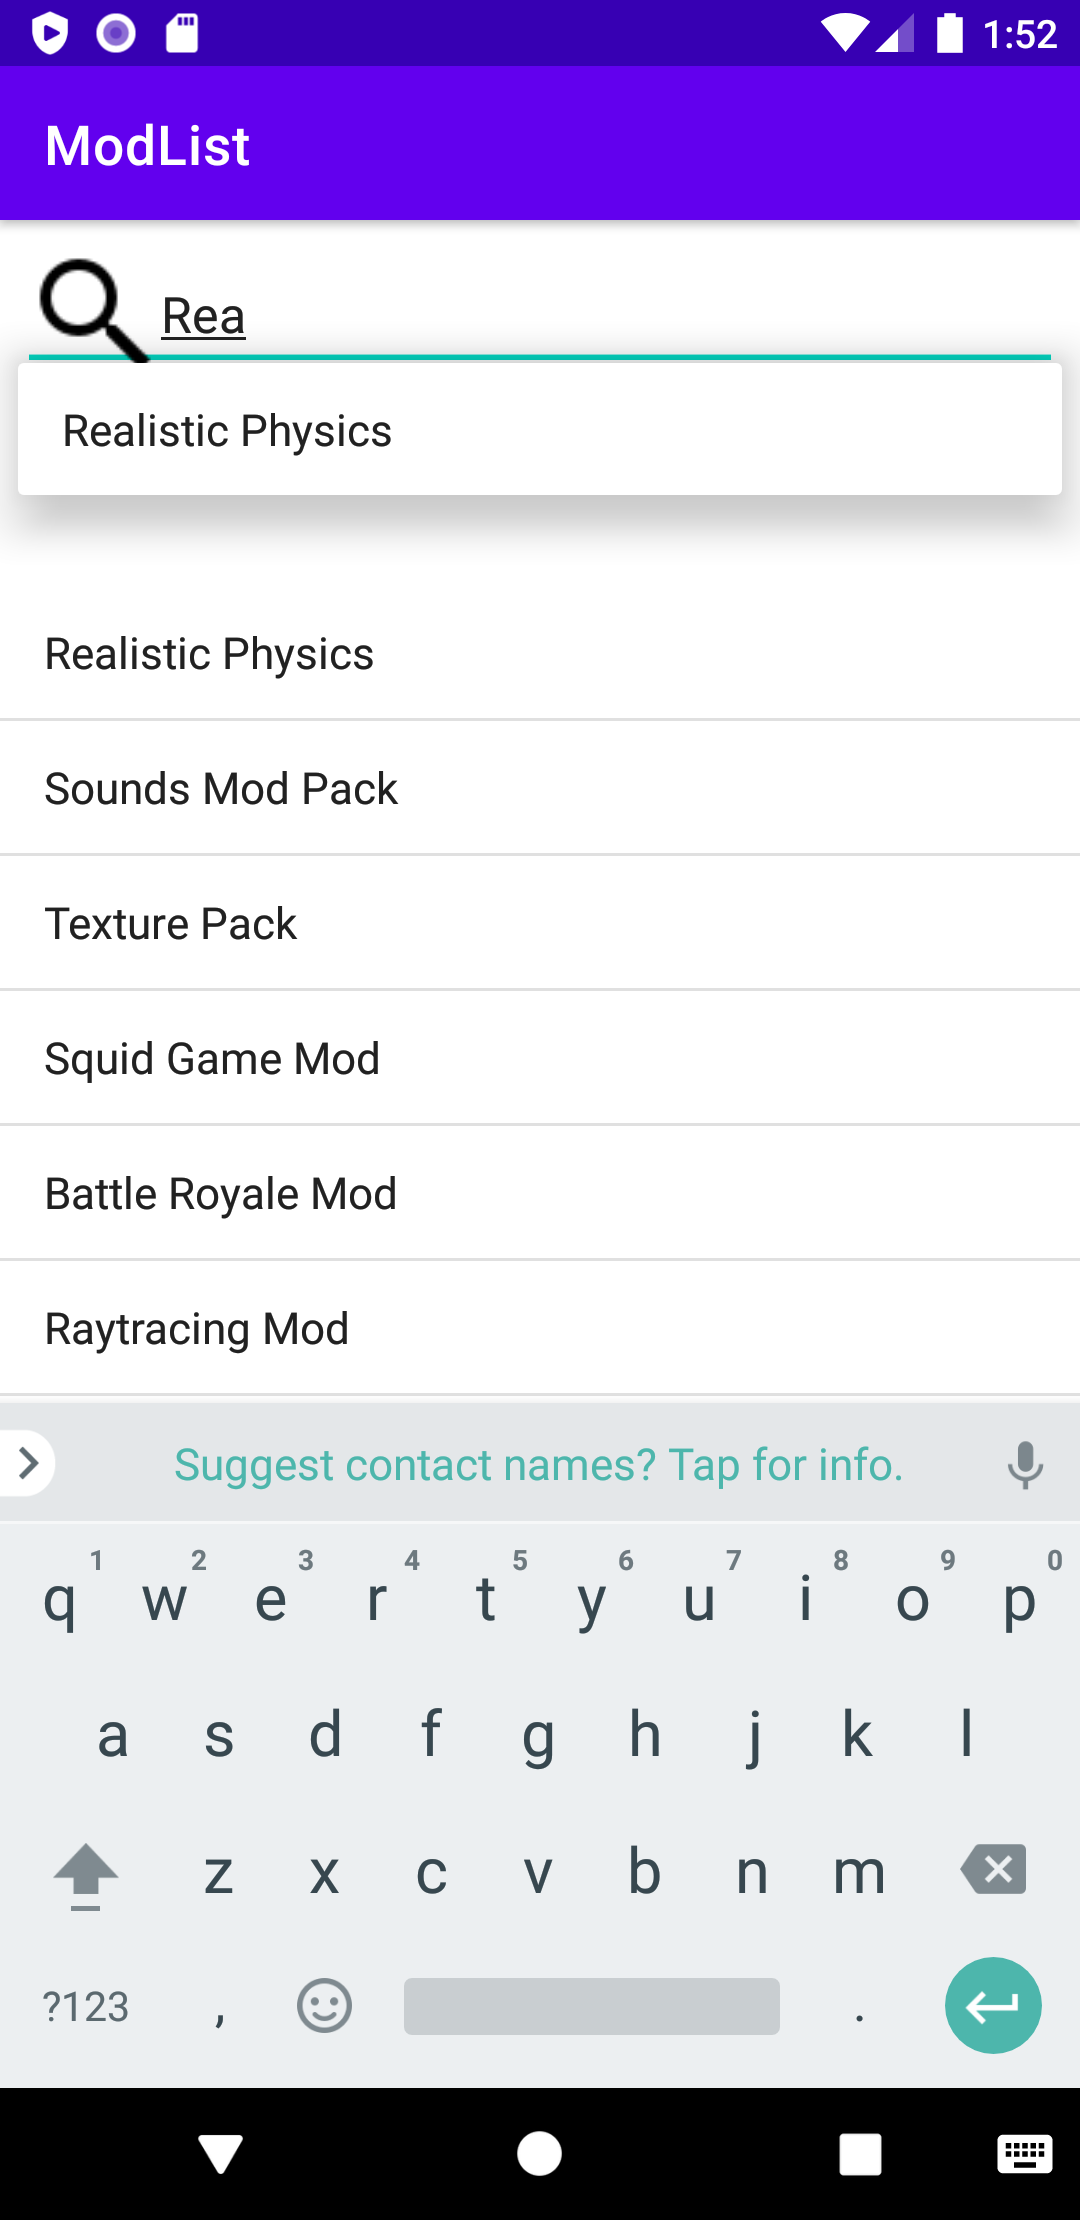 1:52
ModList
Rea
Realistic Physics
Realistic Physics
Sounds Mod Pack
Texture Pack
Squid Game Mod
Battle Royale Mod
Raytracing Mod
Suggest contact names? Tap for info.
1 2 3 4 5 6 7 8 9 0
q w e r t y u i o p
a s d f g h j k l
z x c v b n m
?123 , .